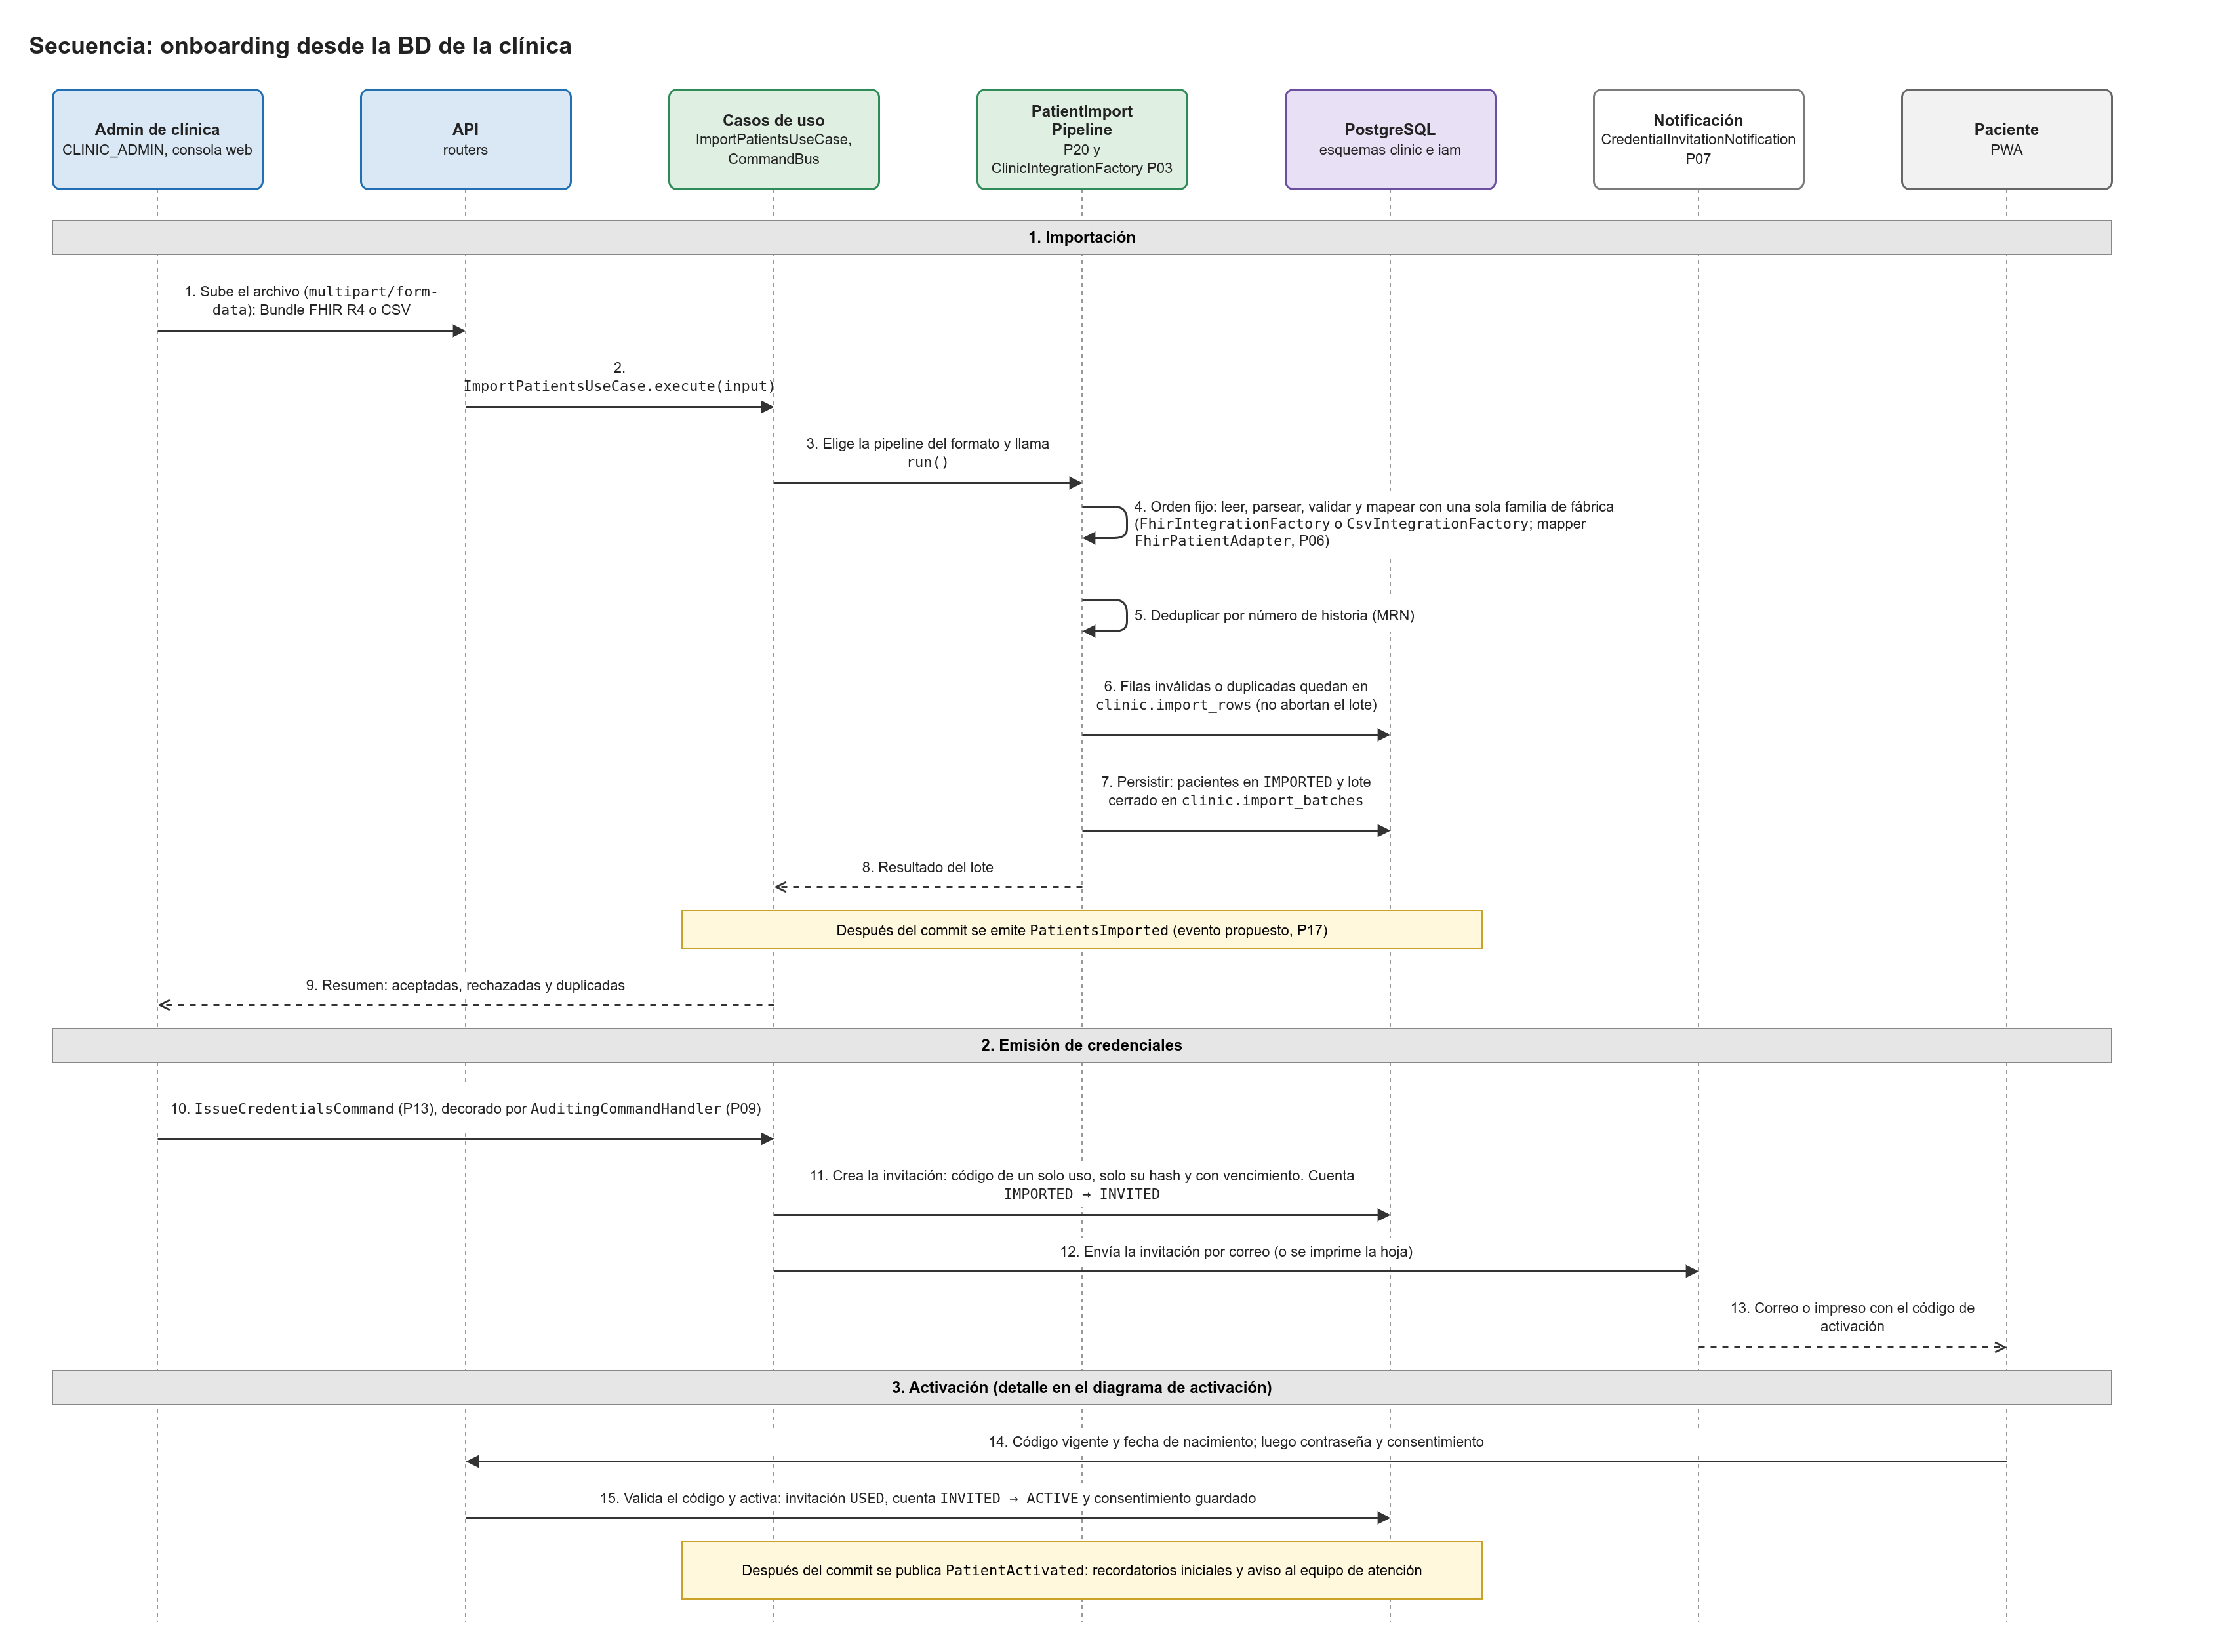 Secuencia: onboarding desde la BD de la clínica
Admin de clínica
CLINIC_ADMIN, consola web
API
routers
Casos de uso
ImportPatientsUseCase,
CommandBus
PatientImport
Pipeline
P20 y
ClinicIntegrationFactory P03
PostgreSQL
esquemas clinic e iam
Notificación
CredentialInvitationNotification
P07
Paciente
PWA
1. Importación
1. Sube el archivo (multipart/form-
data): Bundle FHIR R4 o CSV
2.
ImportPatientsUseCase.execute(input)
3. Elige la pipeline del formato y llama
run()
4. Orden fijo: leer, parsear, validar y mapear con una sola familia de fábrica
(FhirIntegrationFactory o CsvIntegrationFactory; mapper
FhirPatientAdapter, P06)
5. Deduplicar por número de historia (MRN)
6. Filas inválidas o duplicadas quedan en
clinic.import_rows (no abortan el lote)
7. Persistir: pacientes en IMPORTED y lote
cerrado en clinic.import_batches
8. Resultado del lote
Después del commit se emite PatientsImported (evento propuesto, P17)
9. Resumen: aceptadas, rechazadas y duplicadas
2. Emisión de credenciales
10. IssueCredentialsCommand (P13), decorado por AuditingCommandHandler (P09)
11. Crea la invitación: código de un solo uso, solo su hash y con vencimiento. Cuenta
IMPORTED → INVITED
12. Envía la invitación por correo (o se imprime la hoja)
13. Correo o impreso con el código de
activación
3. Activación (detalle en el diagrama de activación)
14. Código vigente y fecha de nacimiento; luego contraseña y consentimiento
15. Valida el código y activa: invitación USED, cuenta INVITED → ACTIVE y consentimiento guardado
Después del commit se publica PatientActivated: recordatorios iniciales y aviso al equipo de atención